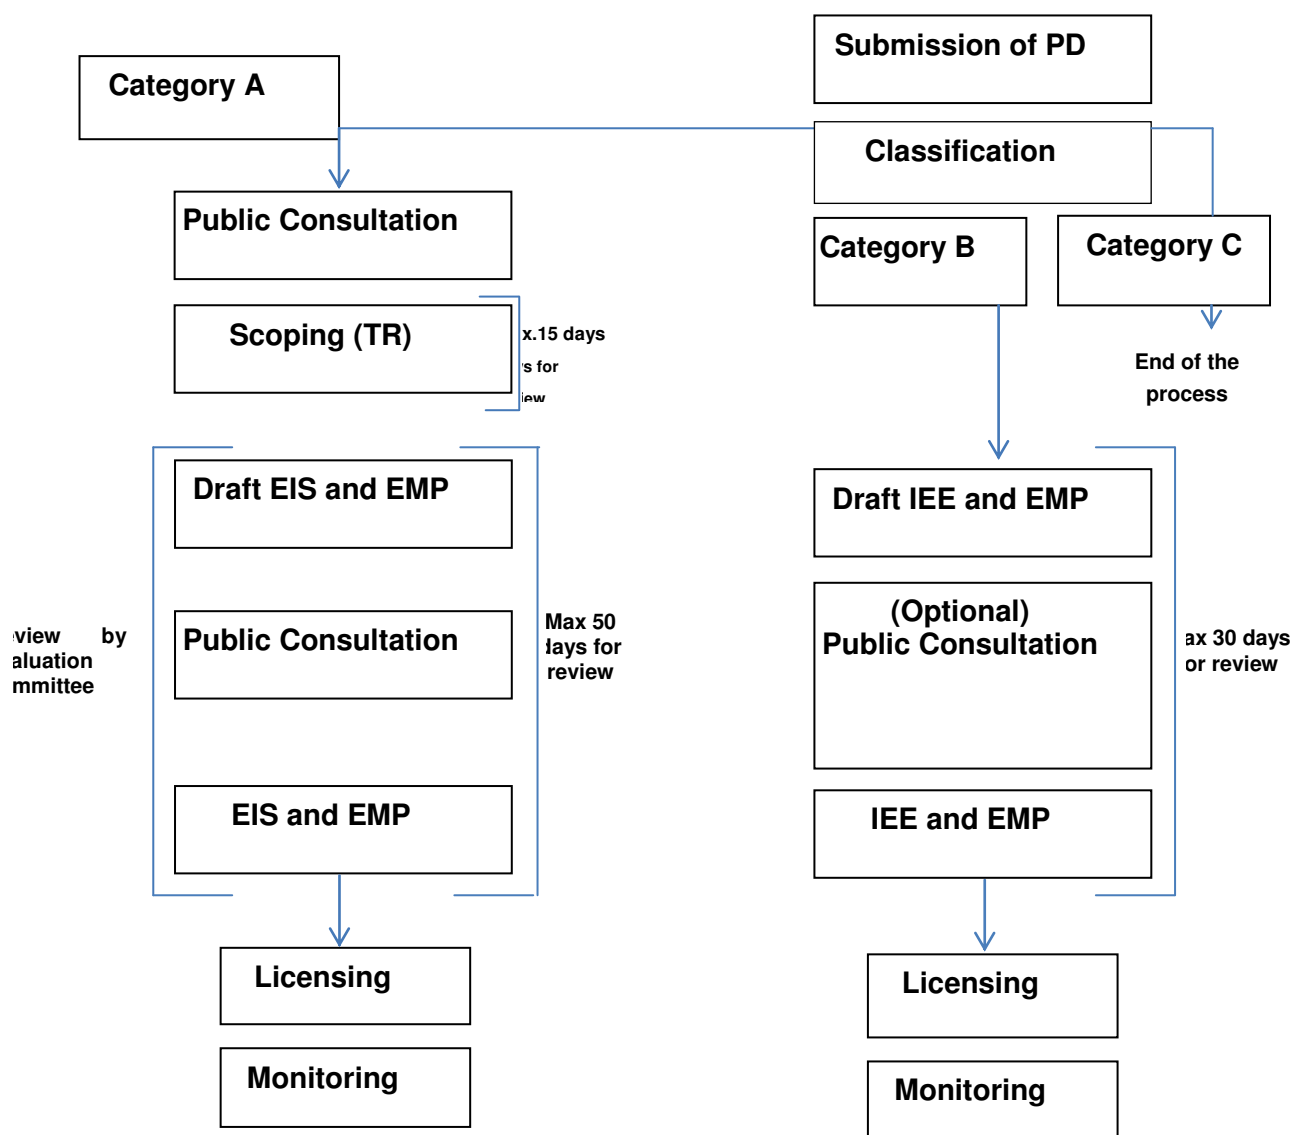 Submission of PD
Category A
Classification
Public Consultation
Category B
Category C
Scoping (TR)
x.15 days
s for
iew
End of the
process
Draft EIS and EMP
Draft IEE and EMP
(Optional)
Public Consultation
Public Consultation
view by
aluation
mmittee
Max 50
days for
review
ax 30 days
or review
EIS and EMP
IEE and EMP
Licensing
Licensing
Monitoring
Monitoring